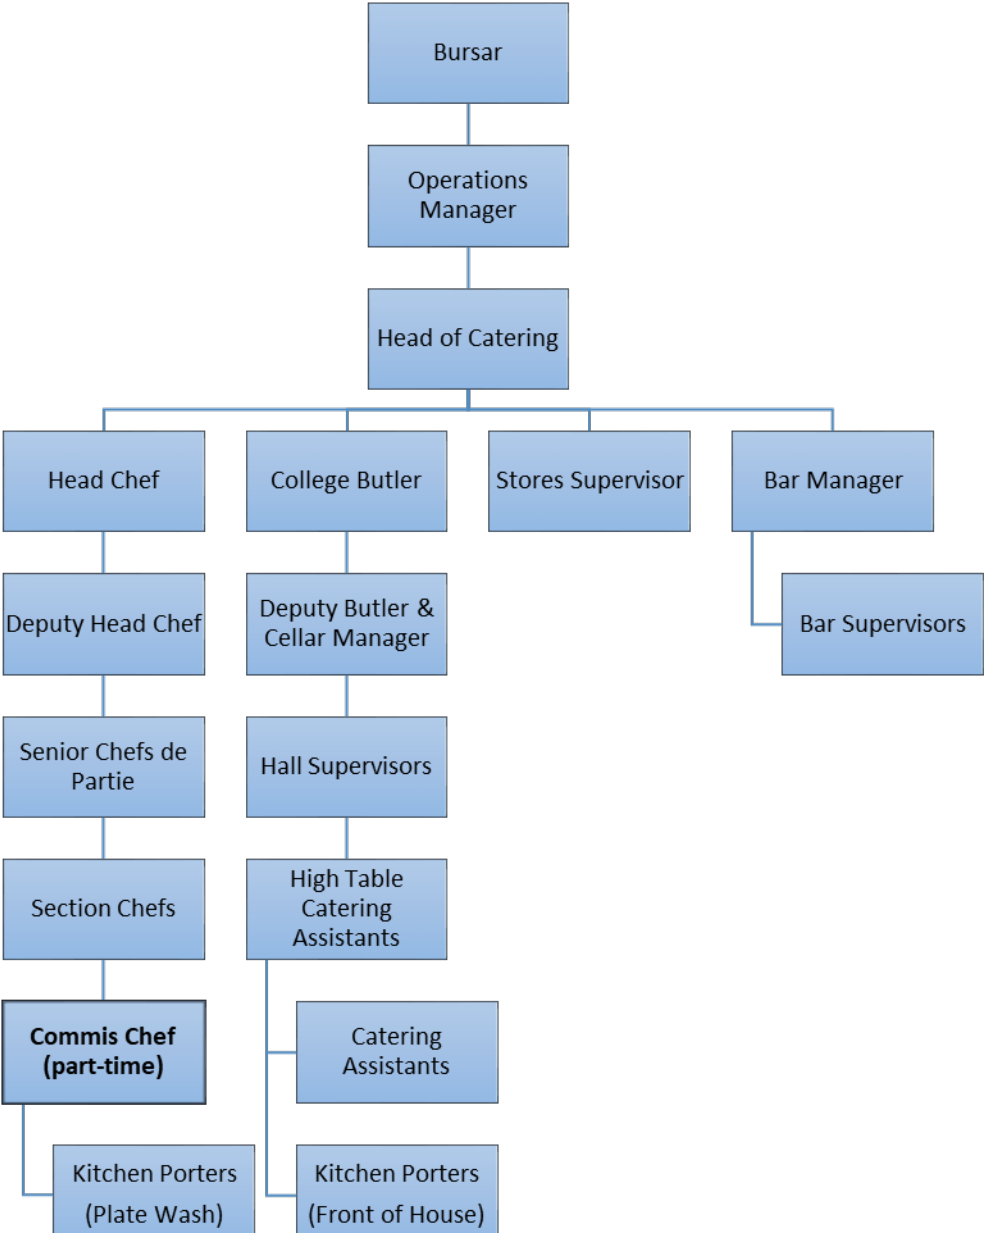 Bursar
Operations
Manager
Head of Catering
Head Chef
College Butler
Stores Supervisor
Bar Manager
Deputy Head Chef
Deputy Butler &
Cellar Manager
Bar Supervisors
Senior Chefs de
Partie
Hall Supervisors
Section Chefs
High Table
Catering
Assistants
Commis Chef
(part-time)
Catering
Assistants
Kitchen Porters
(Plate Wash)
Kitchen Porters
(Front of House)